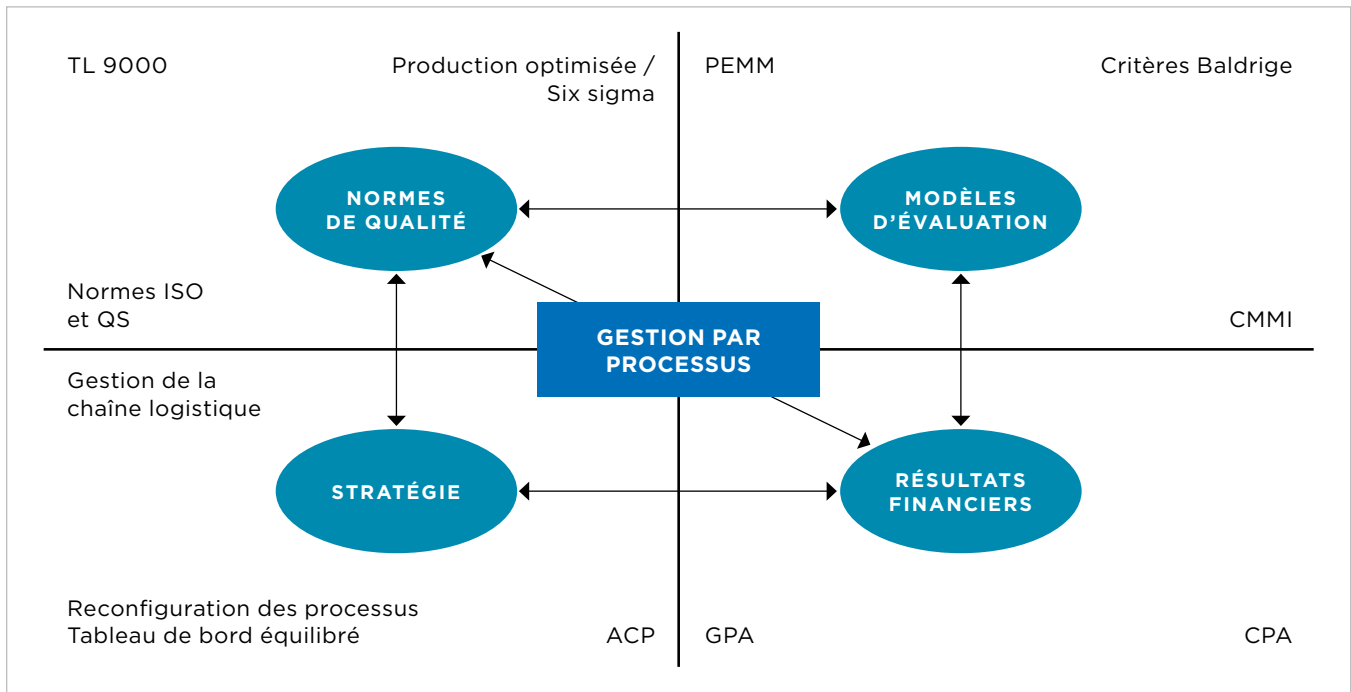 TL 9000
Production optimisée /
Six sigma
PEMM
Critères Baldrige
NORMES
DE QUALITÉ
MODÈLES
D’ÉVALUATION
Normes ISO
et QS
CMMI
GESTION PAR
PROCESSUS
Gestion de la
chaîne logistique
STRATÉGIE
RÉSULTATS
FINANCIERS
Reconfiguration des processus
Tableau de bord équilibré
ACP
GPA
CPA